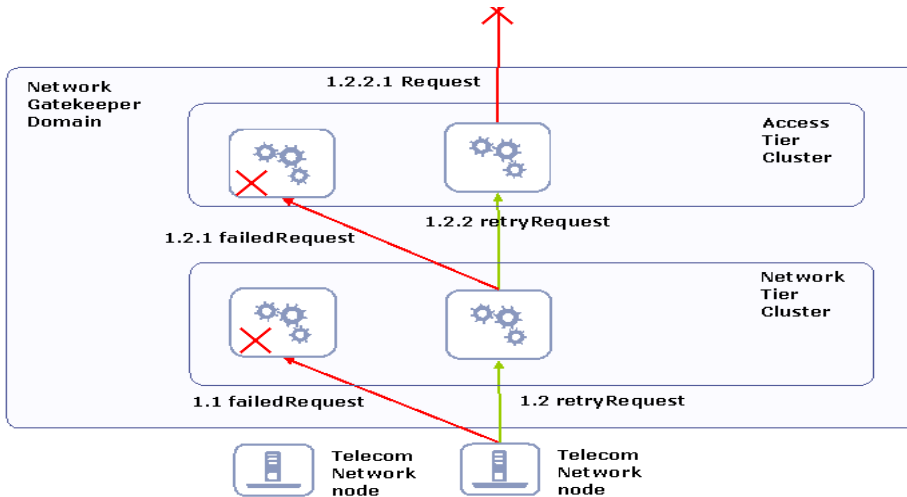 1.2.2.1 Request
Network
Gatekeeper
Domain
Access
Tier
Cluster
1.2.2 retryRequest
1.2.1 failedRequest
Network
Tier
Cluster
1.1 failedRequest
1.2 retryRequest
Telecom
Network
node
Telecom
Network
node